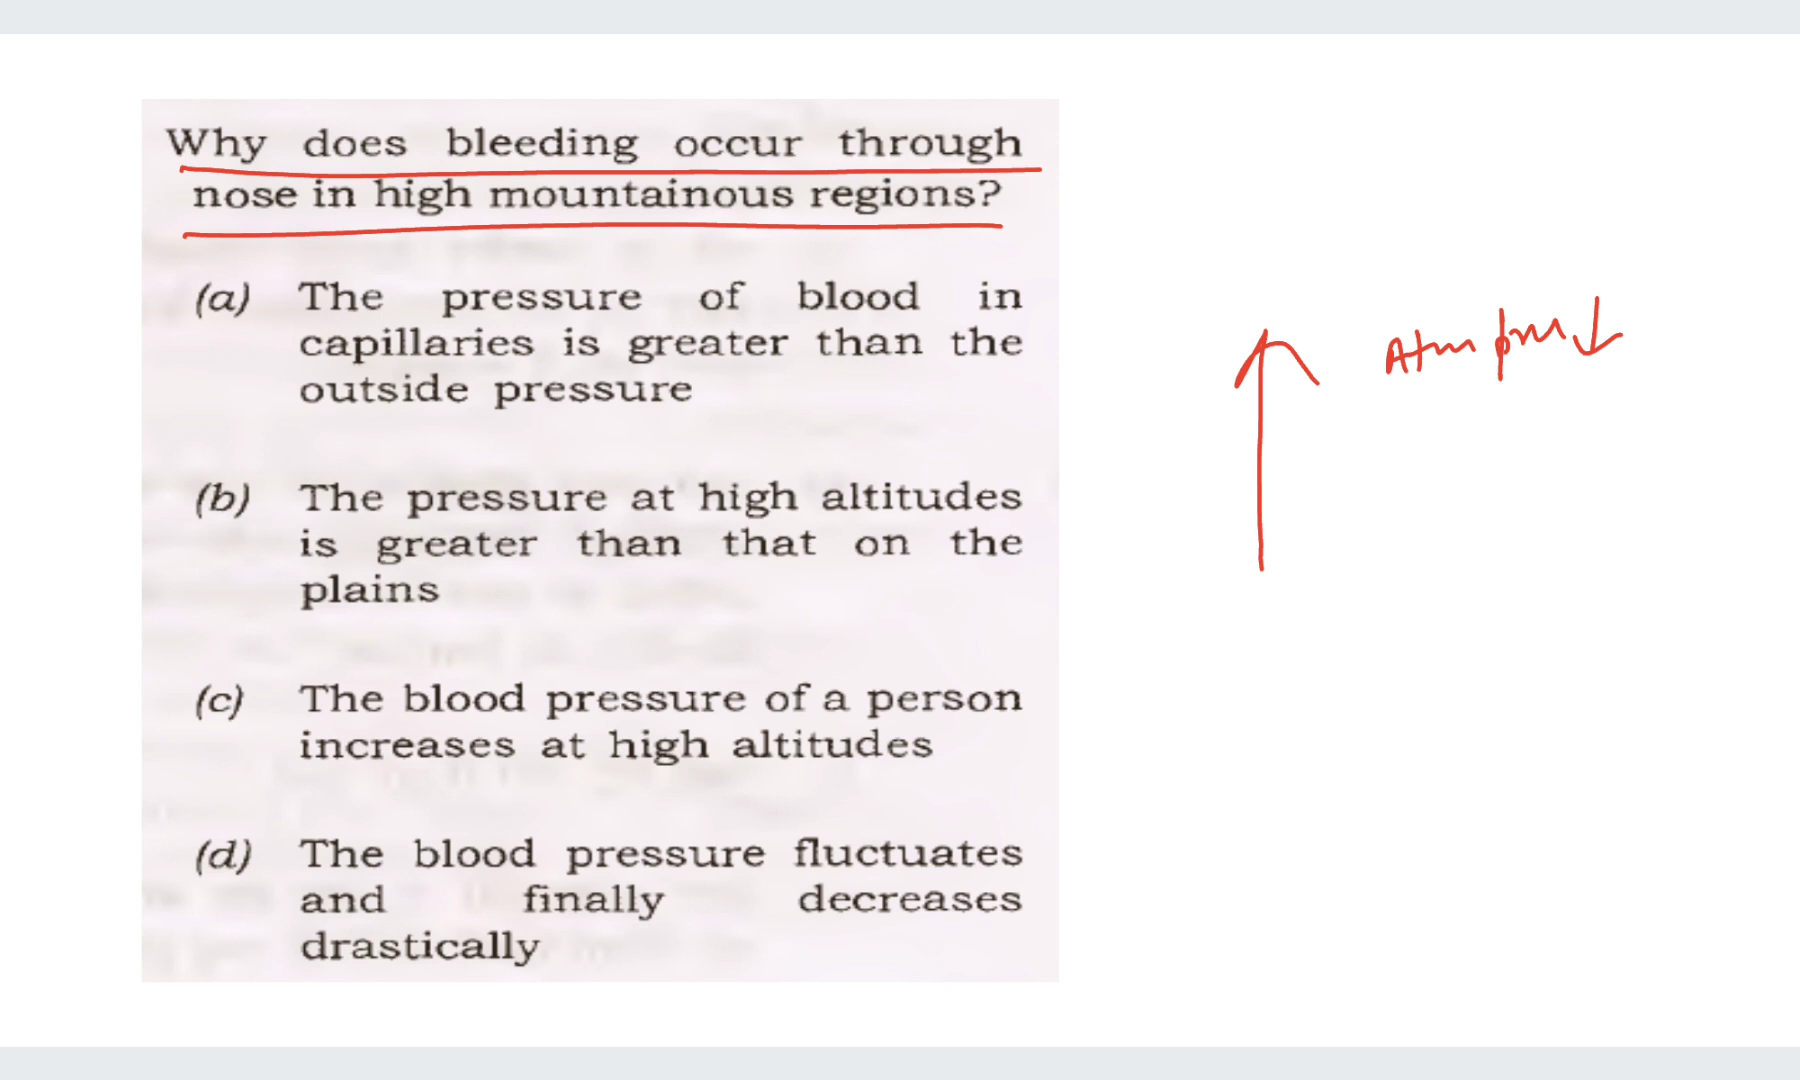 Why does bleeding occur through
nose in high mountainous regions?
(a) The pressure of blood in
capillaries is greater than the
outside pressure
(b) The pressure at high altitudes
is greater than that on the
plains
(c) The blood pressure of a person
increases at high altitudes
(d) The blood pressure fluctuates
and finally decreases
drastically
Atm